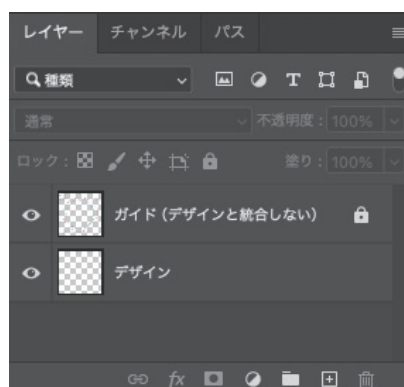 レイヤー チャンネル パス
種類
通常 不透明度: 100%
ロック: 塗り: 100%
ガイド (デザインと統合しない)
デザイン
fx